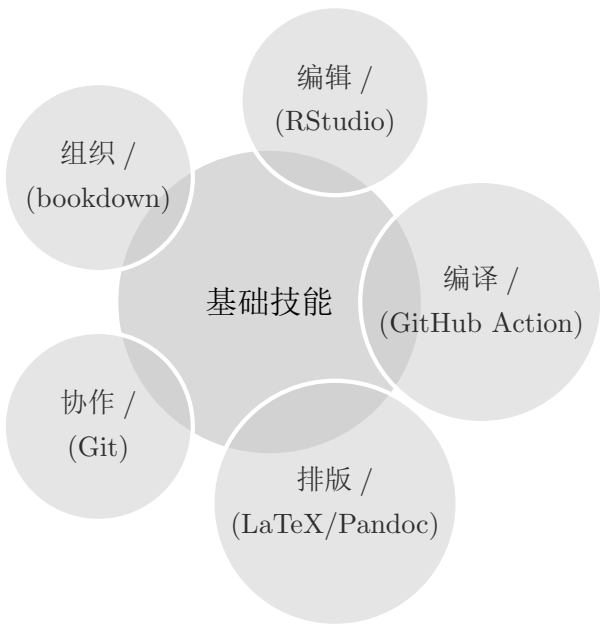 编辑 /
(RStudio)
组织 /
(bookdown)
基础技能
编译 /
(GitHub Action)
协作 /
(Git)
排版 /
(LaTeX/Pandoc)